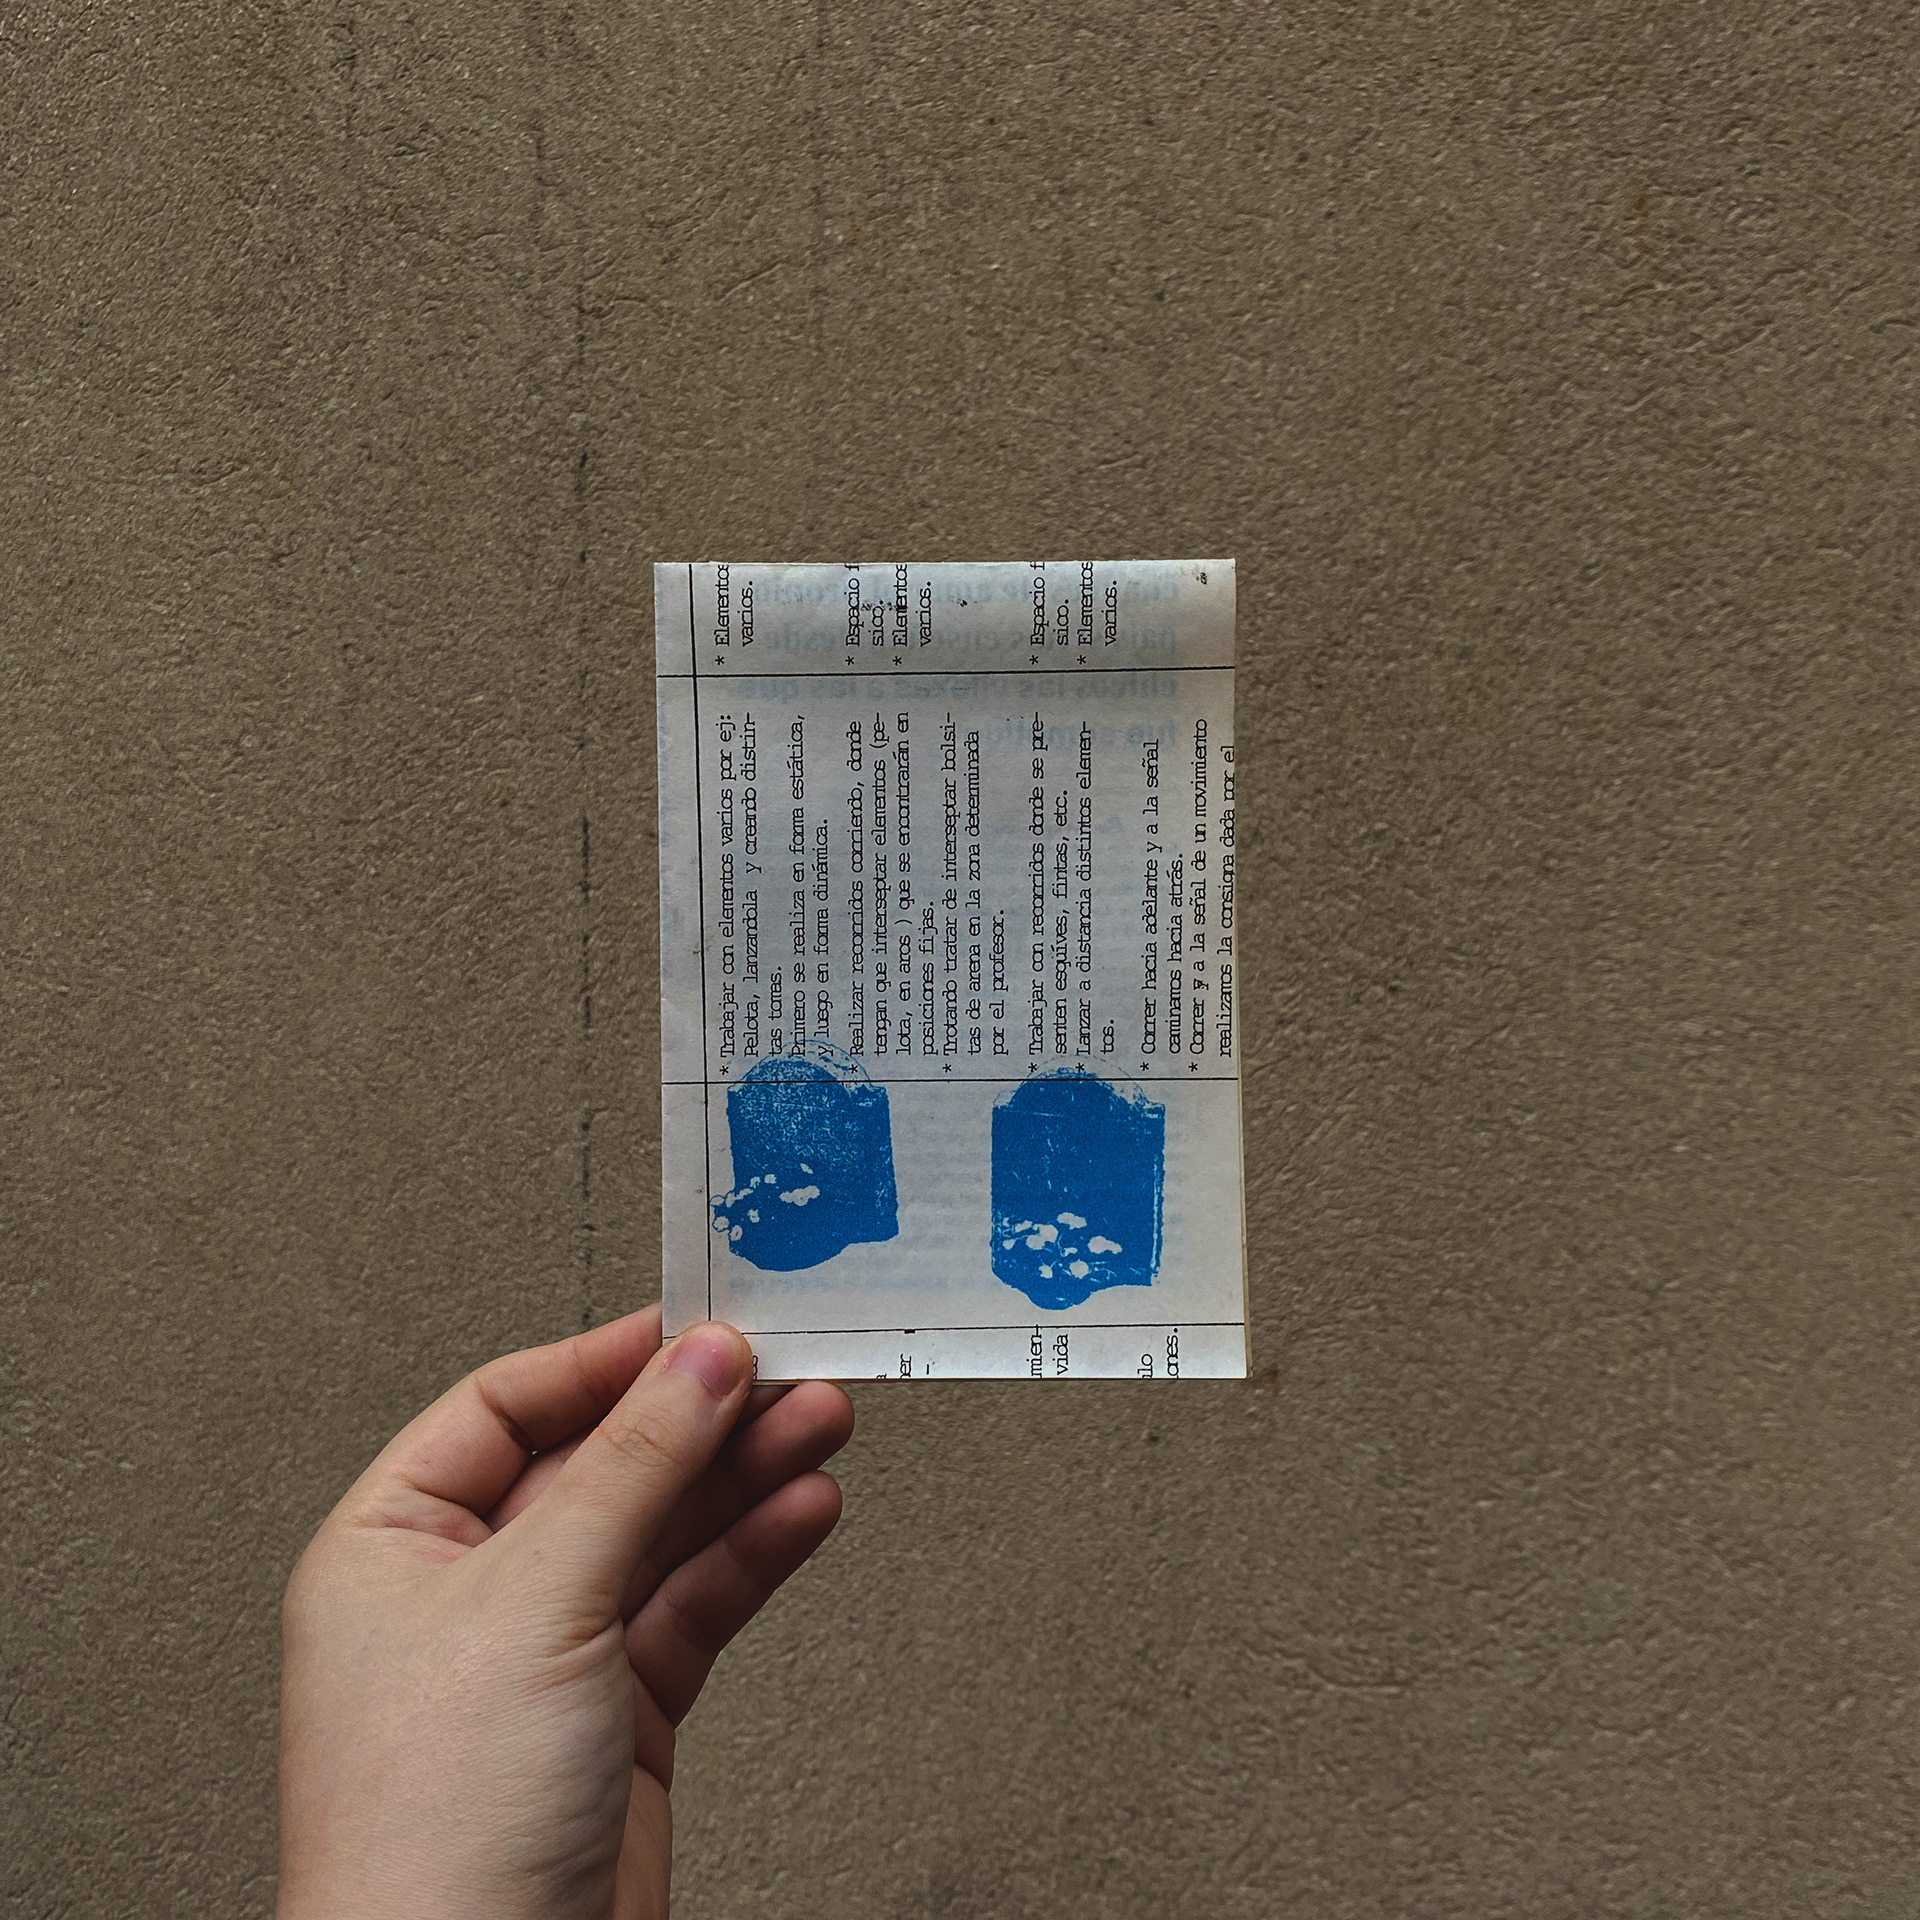 mien-
vida
lo
ones.
* Trabajar con elementos varios por ej:
Pelota, lanzandola y creando distin-
tas tomas.
Primero se realiza en forma estática,
y luego en forma dinámica.
* Realizar recorridos corriendo, donde
tengan que interseptar elementos (pe-
lota, en aros ) que se encontrarán en
posiciones fijas.
* Trotando tratar de interseptar bolsi-
tas de arena en la zona determinada
por el profesor.
* Trabajar con recorridos donde se pre-
senten esqüives, fintas, etc.
* Lanzar a distancia distintos elemen-
tos.
* Correr hacia adelante y a la señal
caminamos hacia atrás.
* Correr y a la señal de un movimiento
realizamos la consigna dada por el
* Elementos
varios.
* Espacio f
sico.
* Elementos
varios.
* Espacio f
sico.
* Elementos
varios.